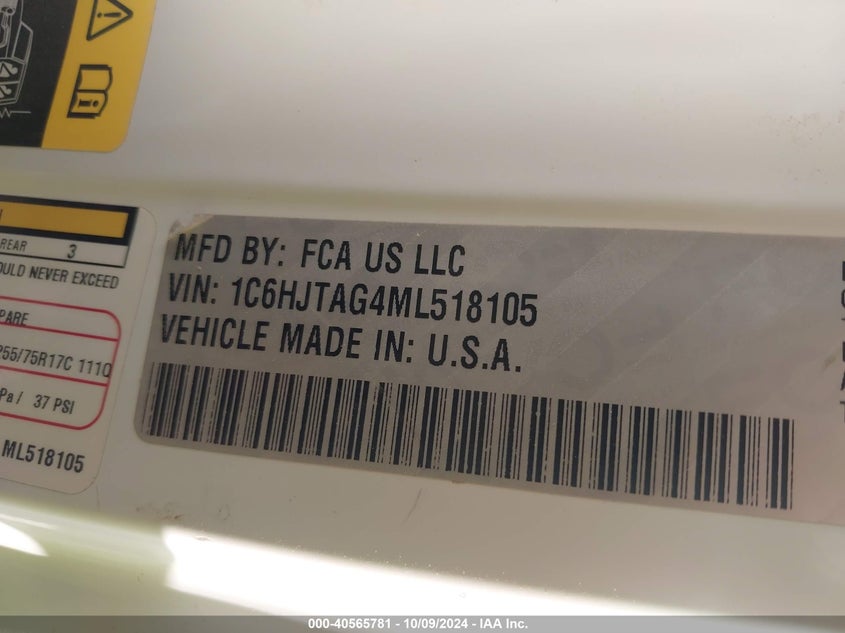 REAR 3
OULD NEVER EXCEED
PARE
255/75R17C 111Q
Pa / 37 PSI
ML518105
MFD BY: FCA US LLC
VIN: 1C6HJTAG4ML518105
VEHICLE MADE IN: U.S.A.
000-40565781 - 10/09/2024 - IAA Inc.